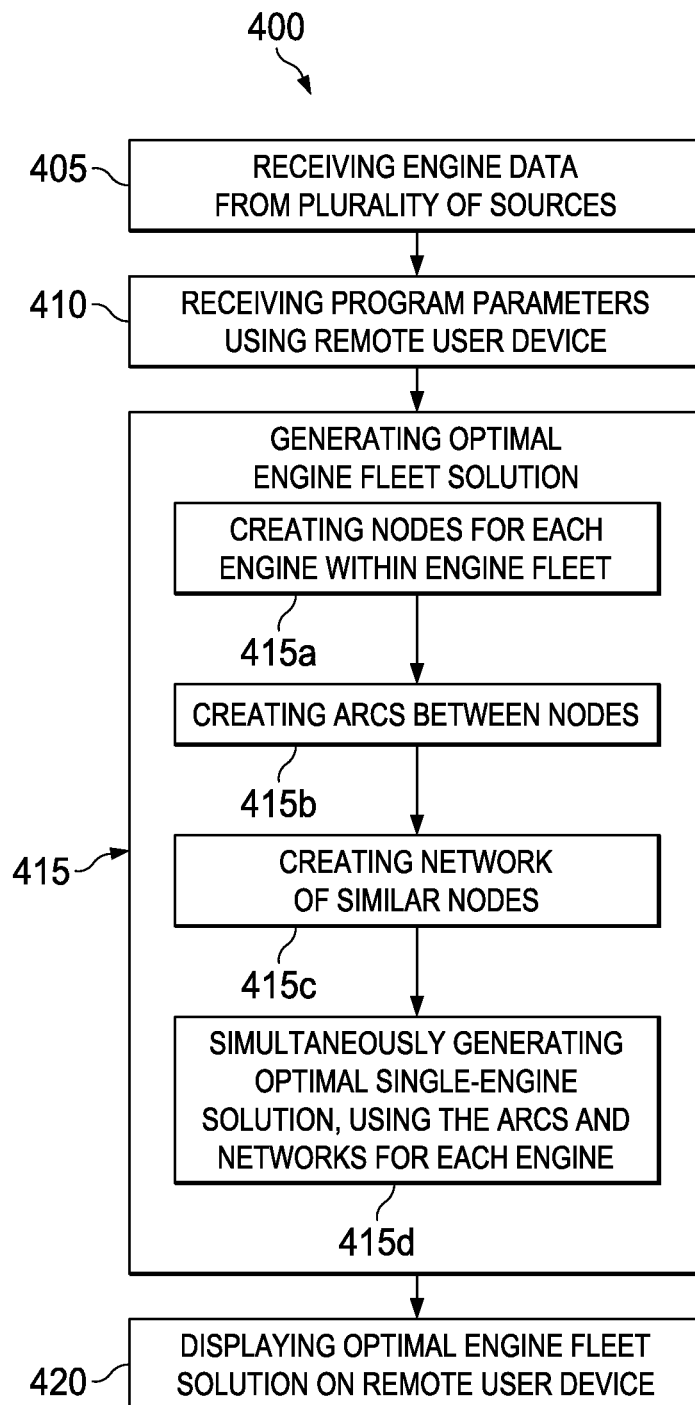 400
405
RECEIVING ENGINE DATA
FROM PLURALITY OF SOURCES
410
RECEIVING PROGRAM PARAMETERS
USING REMOTE USER DEVICE
415
GENERATING OPTIMAL
ENGINE FLEET SOLUTION
CREATING NODES FOR EACH
ENGINE WITHIN ENGINE FLEET
415a
CREATING ARCS BETWEEN NODES
415b
CREATING NETWORK
OF SIMILAR NODES
415c
SIMULTANEOUSLY GENERATING
OPTIMAL SINGLE-ENGINE
SOLUTION, USING THE ARCS AND
NETWORKS FOR EACH ENGINE
415d
420
DISPLAYING OPTIMAL ENGINE FLEET
SOLUTION ON REMOTE USER DEVICE